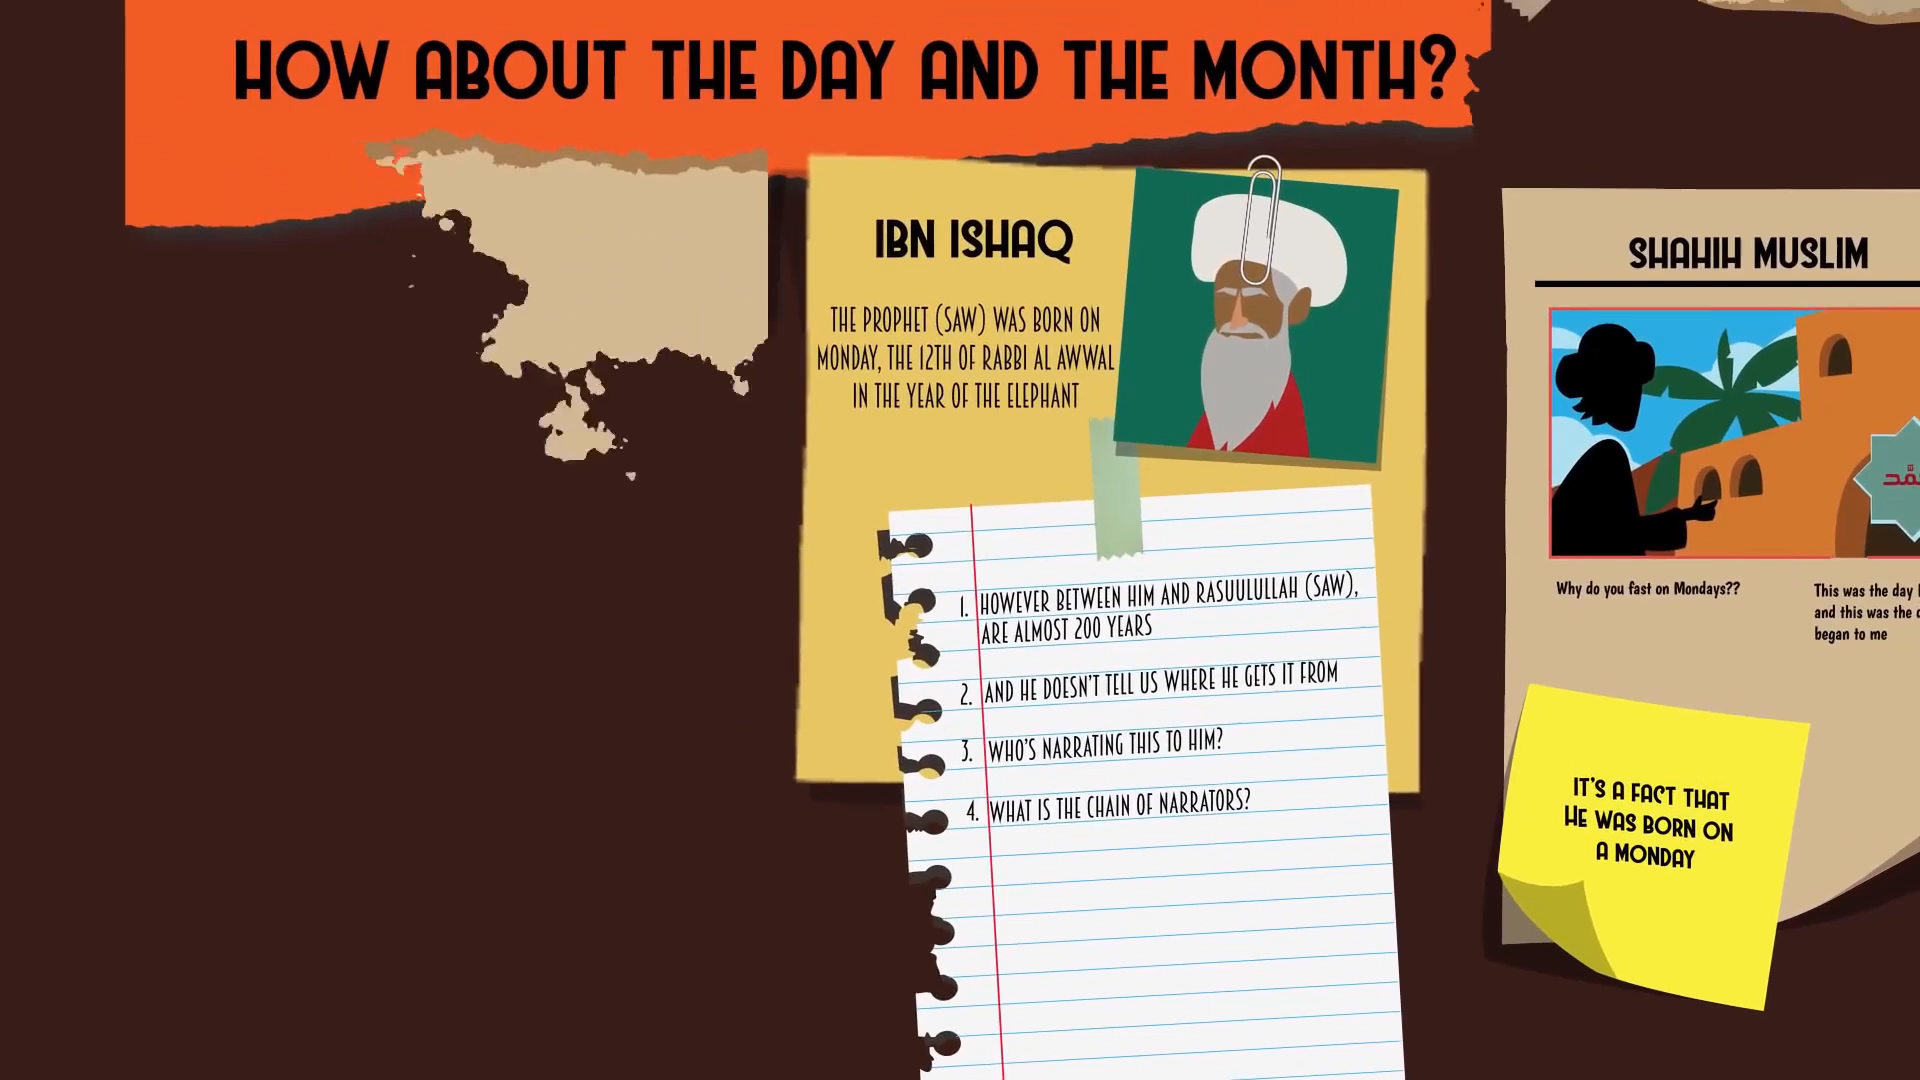 HOW ABOUT THE DAY AND THE MONTH?
IBN ISHAQ
THE PROPHET (SAW) WAS BORN ON
MONDAY, THE 12TH OF RABBI AL AWWAL
IN THE YEAR OF THE ELEPHANT
1. HOWEVER BETWEEN HIM AND RASUULULLAH (SAW),
ARE ALMOST 200 YEARS
2. AND HE DOESN'T TELL US WHERE HE GETS IT FROM
3. WHO'S NARRATING THIS TO HIM?
4. WHAT IS THE CHAIN OF NARRATORS?
SHAHIH MUSLIM
Why do you fast on Mondays??
This was the day
and this was the
began to me
IT'S A FACT THAT
HE WAS BORN ON
A MONDAY